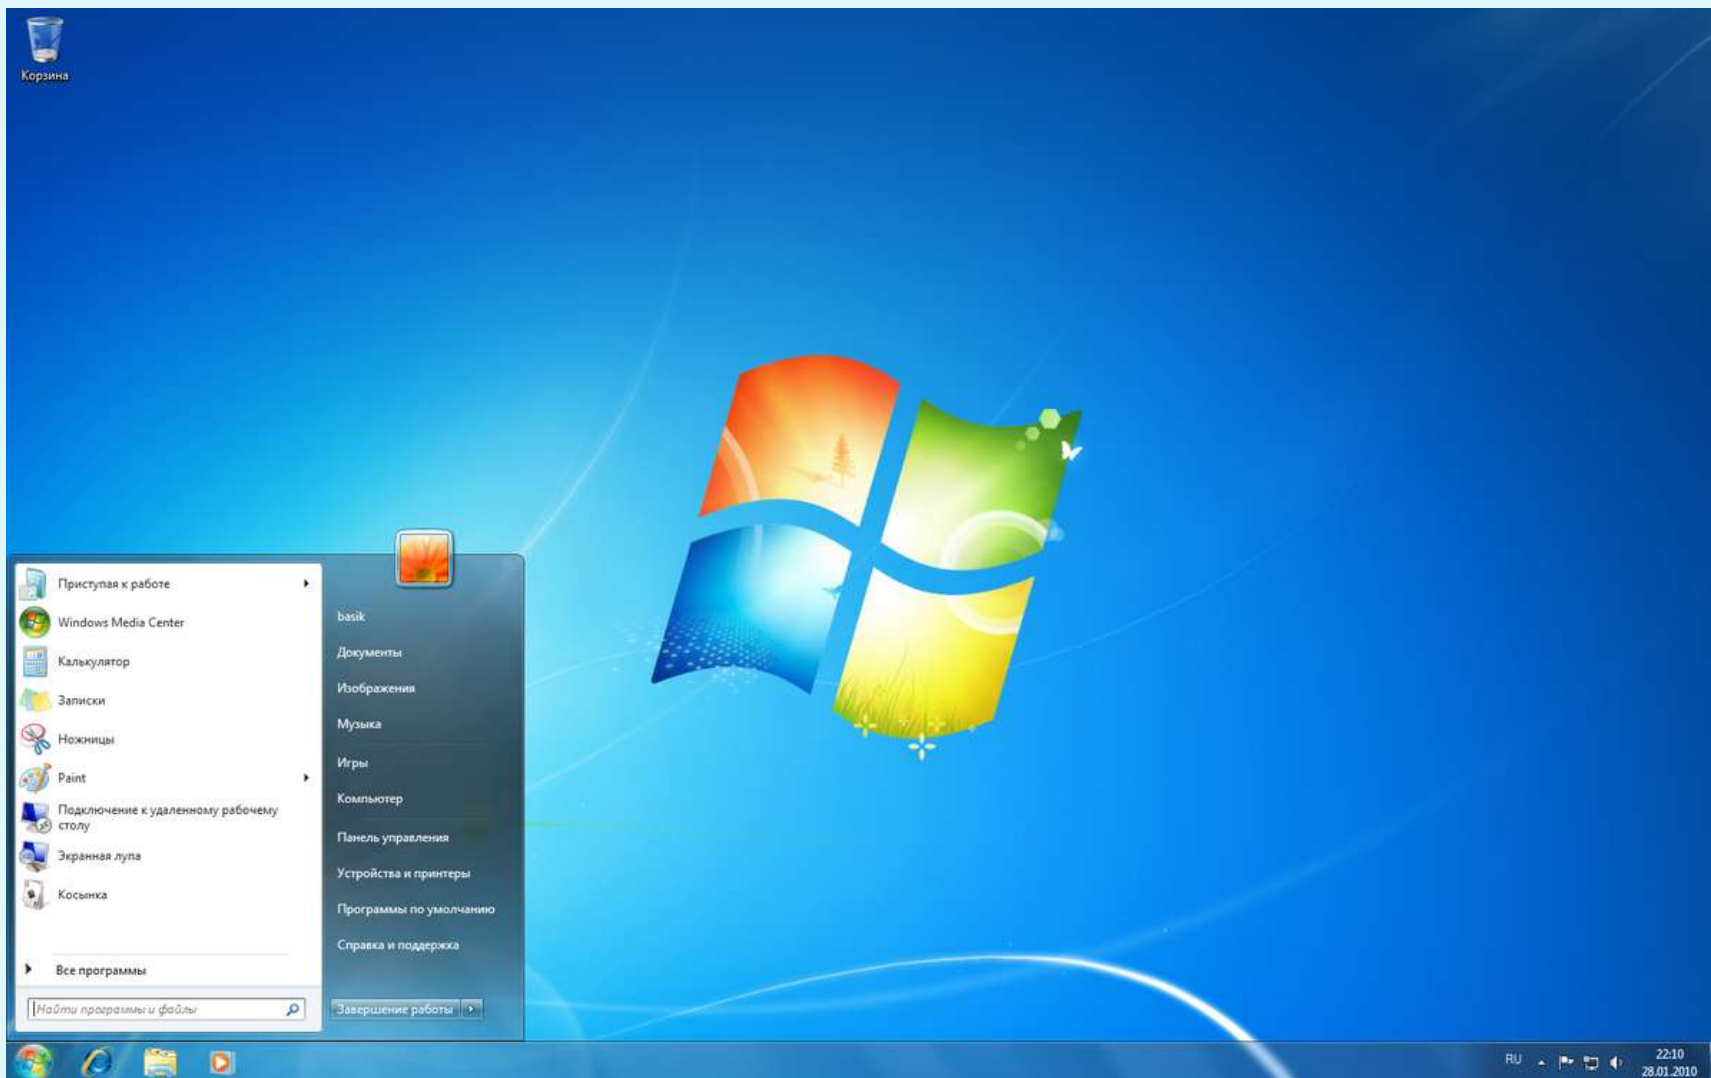 Корзина
Приступая к работе
Windows Media Center
Калькулятор
Записки
Ножницы
Paint
Подключение к удаленному рабочему
столу
Экранная лупа
Косынка
Все программы
Найти программы и файлы
basik
Документы
Изображения
Музыка
Игры
Компьютер
Панель управления
Устройства и принтеры
Программы по умолчанию
Справка и поддержка
Завершение работы
RU
22:10
28.01.2010